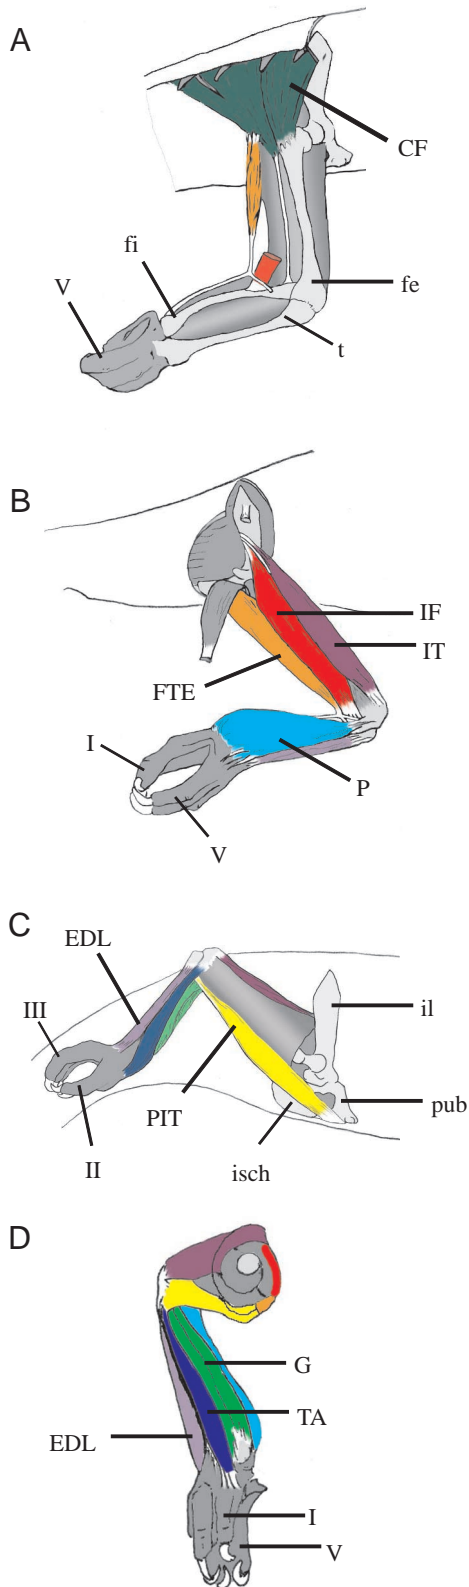 A
CF
fi
V
fe
t
B
IF
IT
FTE
I
P
V
C
EDL
III
il
PIT
pub
II
isch
D
G
TA
EDL
I
V